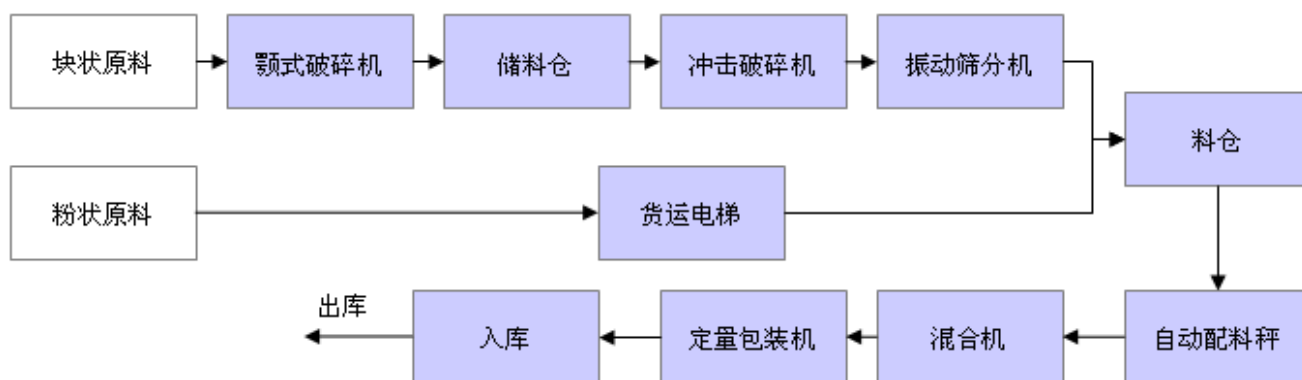 块状原料
颚式破碎机
储料仓
冲击破碎机
振动筛分机
料仓
粉状原料
货运电梯
出库
入库
定量包装机
混合机
自动配料秤